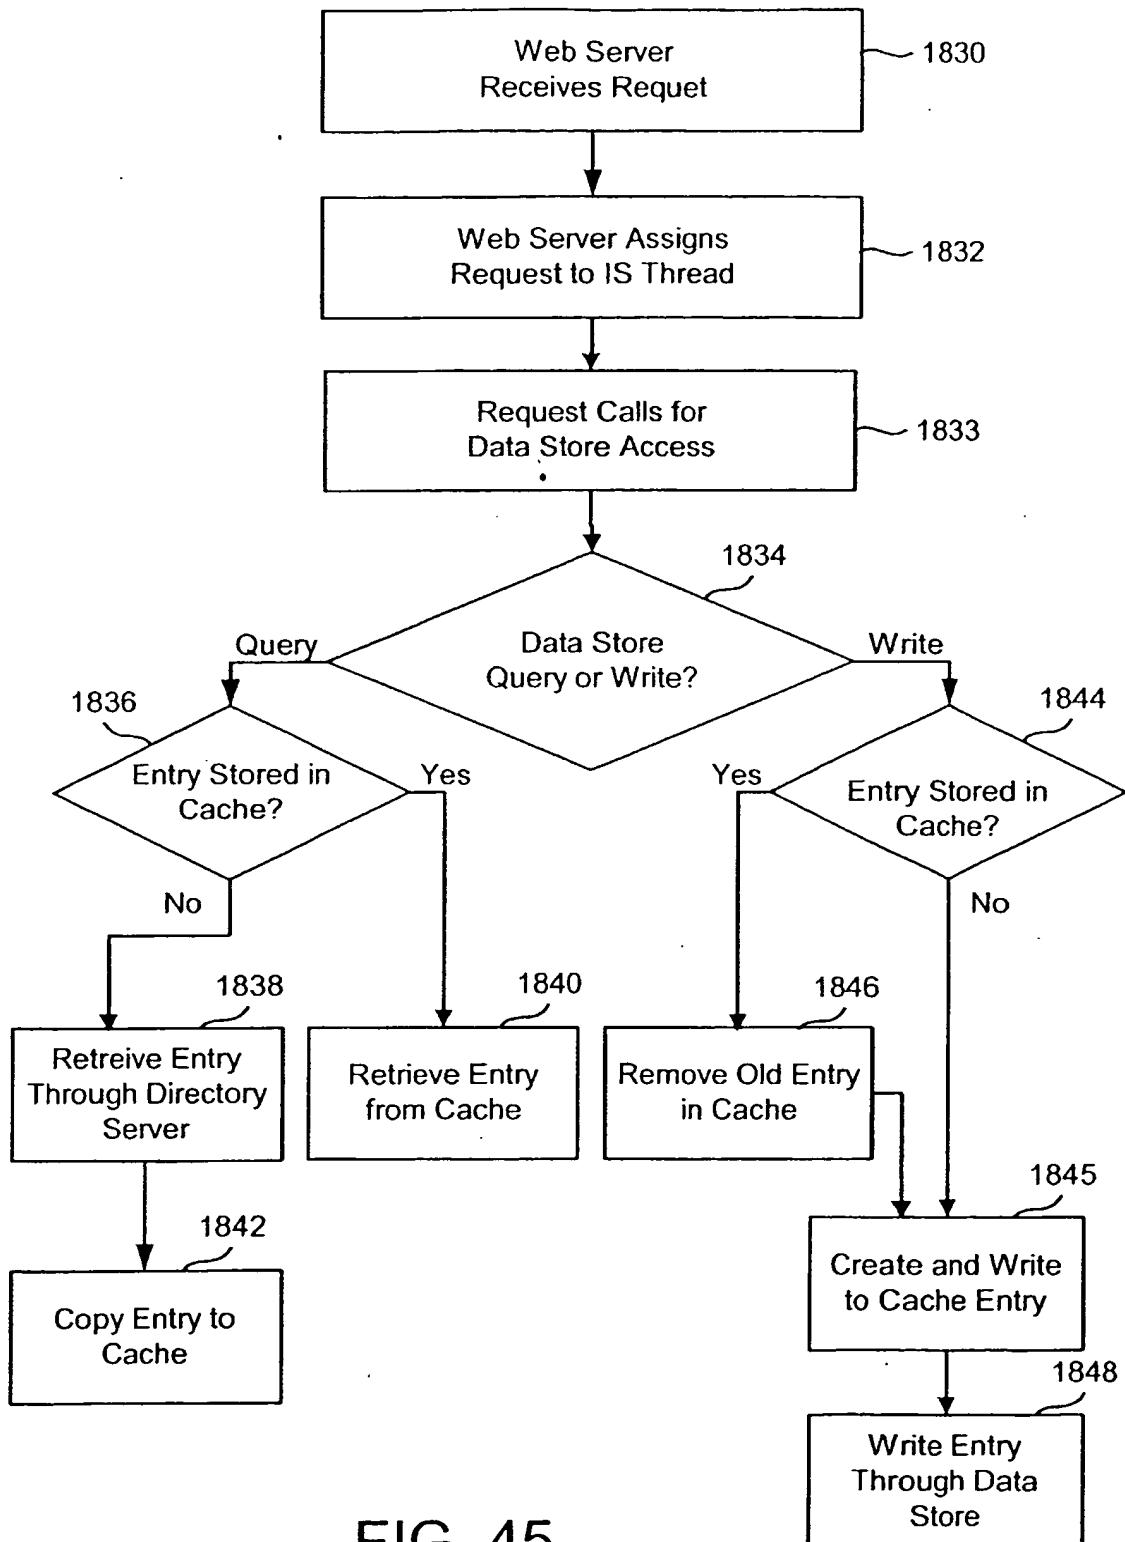 Web Server
Receives Requet
1830
Web Server Assigns
Request to IS Thread
1832
Request Calls for
Data Store Access
1833
1834
Data Store
Query or Write?
Query
Write
1836
Entry Stored in
Cache?
Yes
No
1844
Entry Stored in
Cache?
Yes
No
1838
Retreive Entry
Through Directory
Server
1840
Retrieve Entry
from Cache
1846
Remove Old Entry
in Cache
1842
Copy Entry to
Cache
1845
Create and Write
to Cache Entry
1848
Write Entry
Through Data
Store
FIG. 45